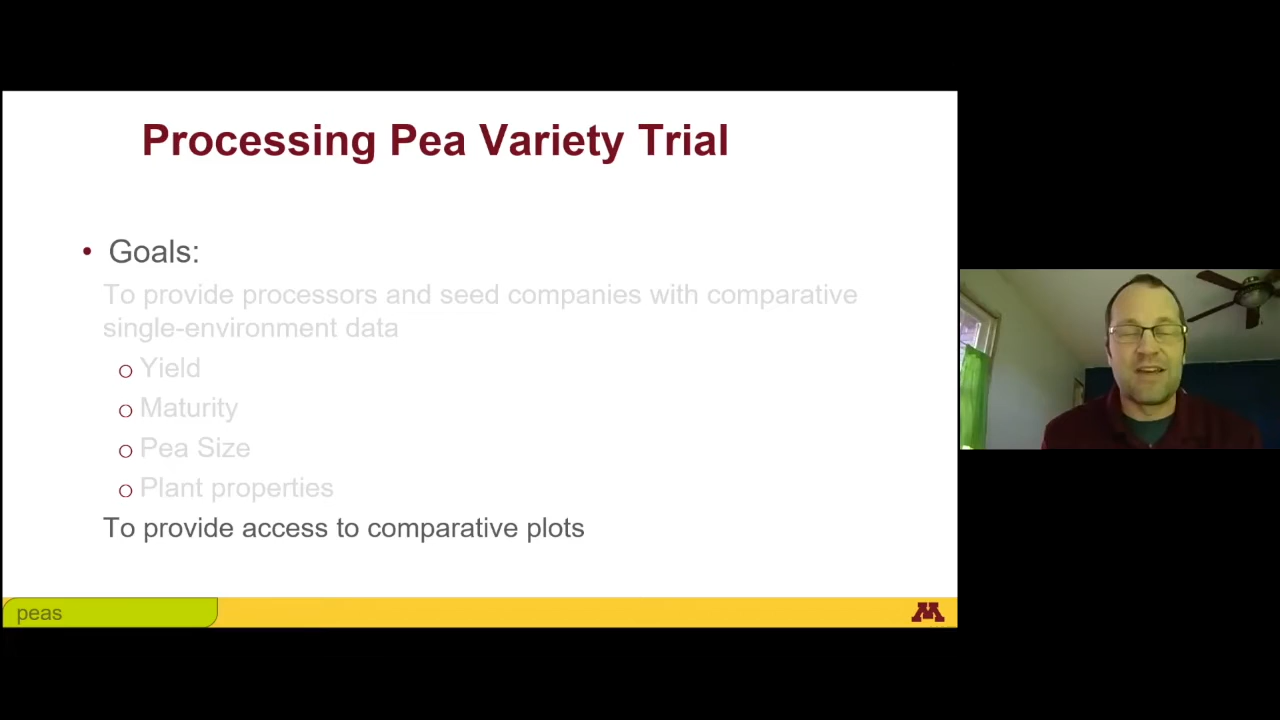 Processing Pea Variety Trial
• Goals:
To provide processors and seed companies with comparative
single-environment data
o Yield
o Maturity
o Pea Size
o Plant properties
To provide access to comparative plots
peas
M